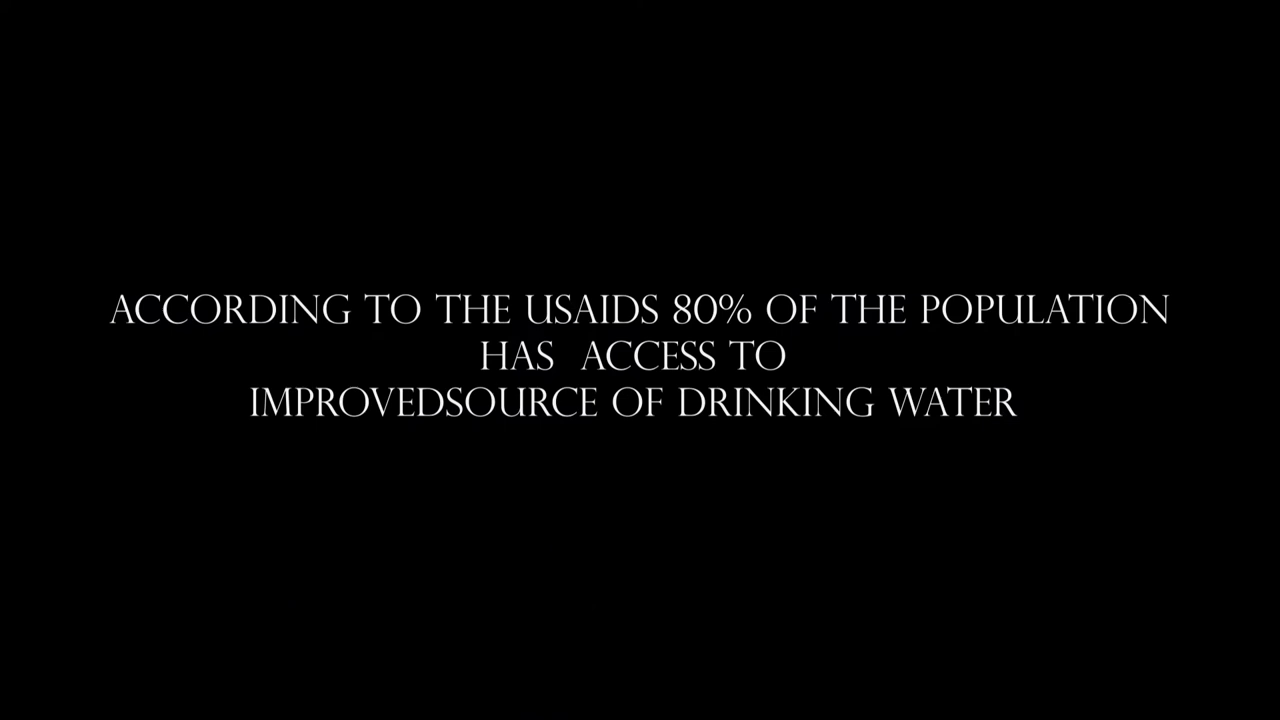 ACCORDING TO THE USAIDS 80% OF THE POPULATION
HAS  ACCESS TO
IMPROVEDSOURCE OF DRINKING WATER